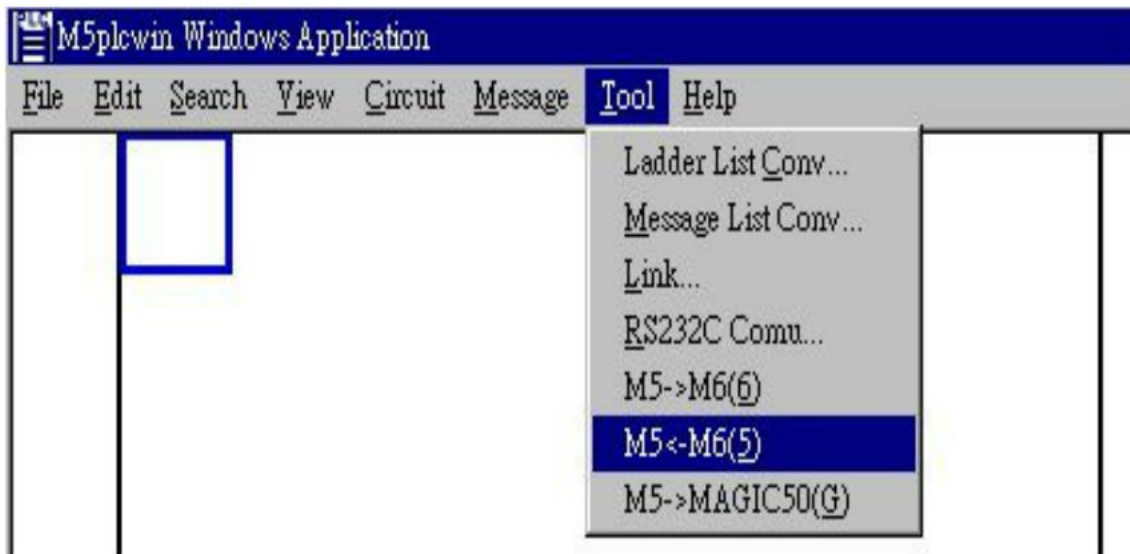 PLC
M5plcwin Windows Application
File Edit Search View Circuit Message Tool Help
Ladder List Conv...
Message List Conv...
Link...
RS232C Comu...
M5->M6(6)
M5<-M6(5)
M5->MAGIC50(G)